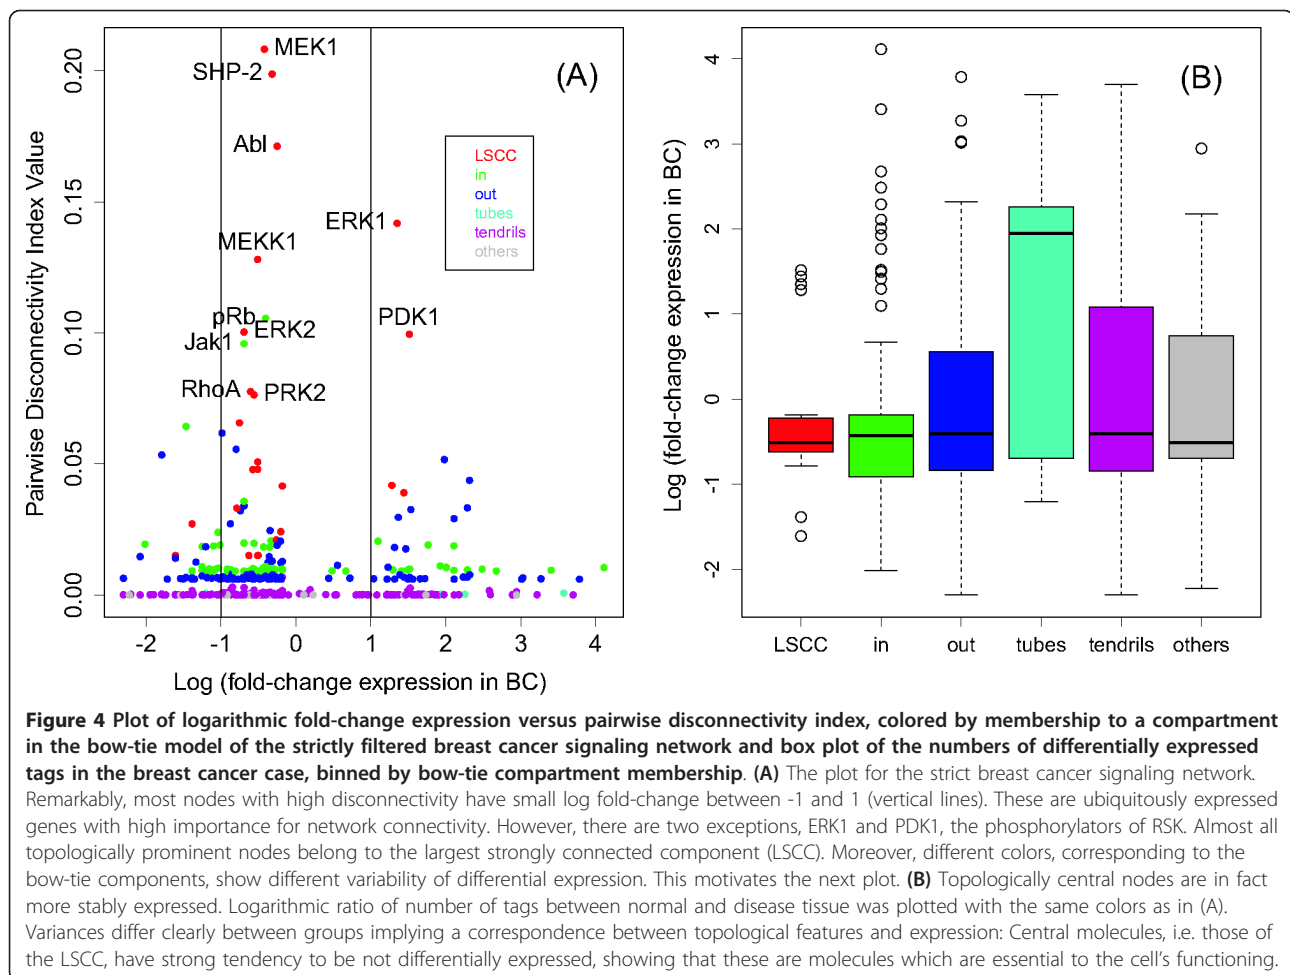 (A)
MEK1
SHP-2
Abl
ERK1
MEKK1
pRb
ERK2
Jak1
PDK1
RhoA
PRK2
LSCC
in
out
tubes
tendrils
others
Pairwise Disconnectivity Index Value
0.20
0.15
0.10
0.05
0.00
-2 -1 0 1 2 3 4
Log (fold-change expression in BC)
(B)
Log (fold-change expression in BC)
4
3
2
1
0
-1
-2
LSCC in out tubes tendrils others
Figure 4 Plot of logarithmic fold-change expression versus pairwise disconnectivity index, colored by membership to a compartment
in the bow-tie model of the strictly filtered breast cancer signaling network and box plot of the numbers of differentially expressed
tags in the breast cancer case, binned by bow-tie compartment membership. (A) The plot for the strict breast cancer signaling network.
Remarkably, most nodes with high disconnectivity have small log fold-change between -1 and 1 (vertical lines). These are ubiquitously expressed
genes with high importance for network connectivity. However, there are two exceptions, ERK1 and PDK1, the phosphorylators of RSK. Almost all
topologically prominent nodes belong to the largest strongly connected component (LSCC). Moreover, different colors, corresponding to the
bow-tie components, show different variability of differential expression. This motivates the next plot. (B) Topologically central nodes are in fact
more stably expressed. Logarithmic ratio of number of tags between normal and disease tissue was plotted with the same colors as in (A).
Variances differ clearly between groups implying a correspondence between topological features and expression: Central molecules, i.e. those of
the LSCC, have strong tendency to be not differentially expressed, showing that these are molecules which are essential to the cell's functioning.